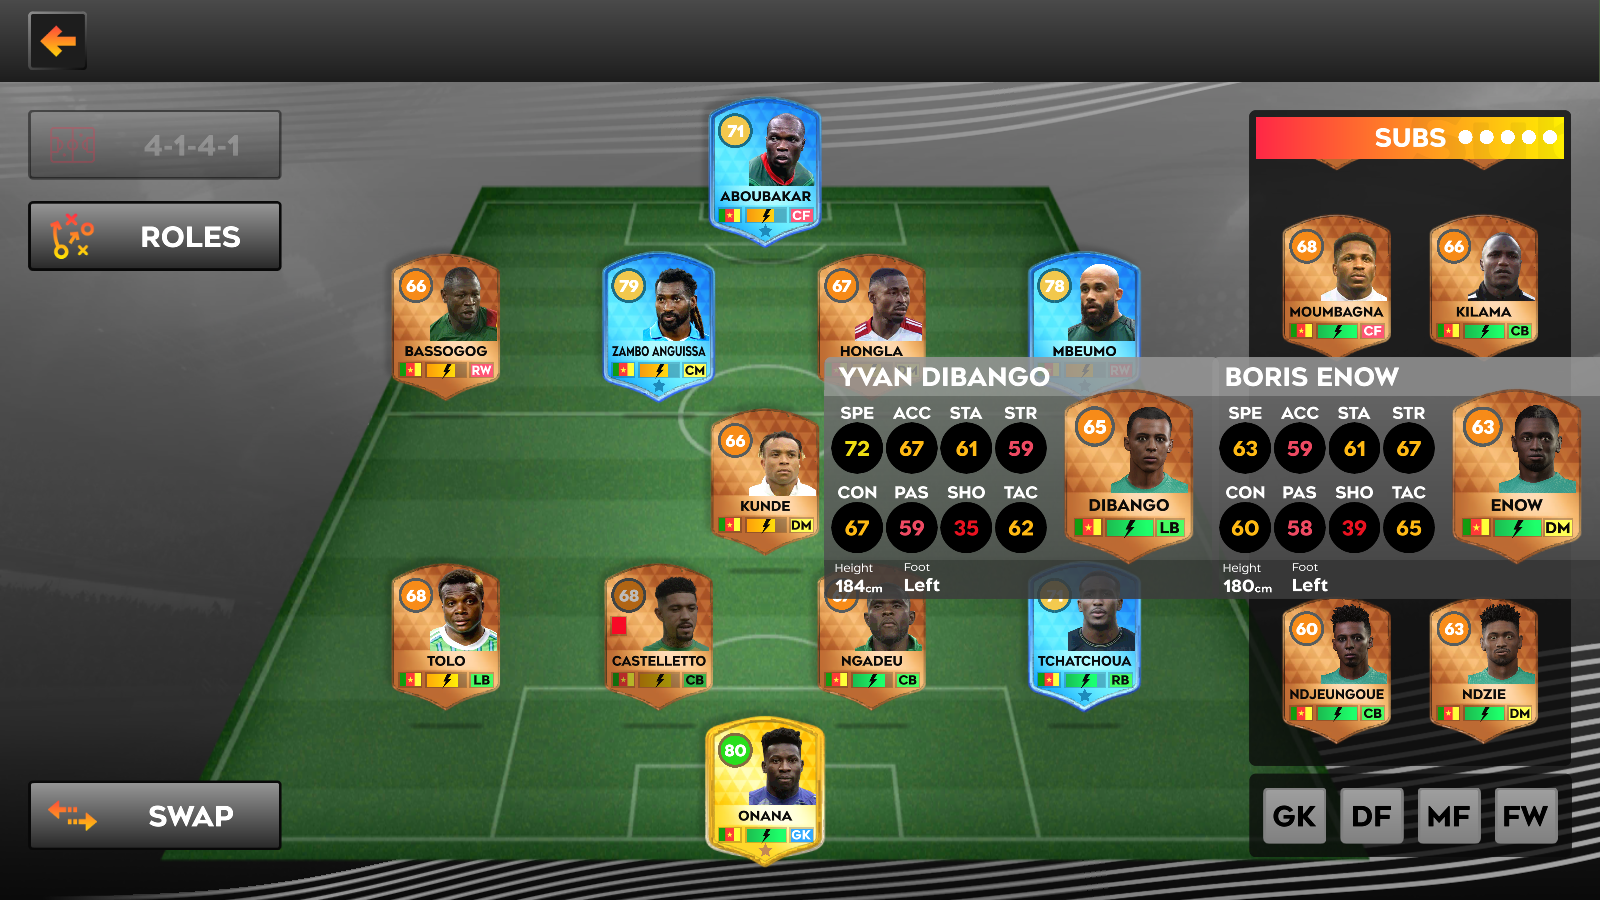 4-1-4-1
ROLES
SWAP
71
ABOUBAKAR
CF
66
BASSOGOG
RW
79
ZAMBO ANGUISSA
CM
67
HONGLA
78
MBEUMO
RW
66
KUNDE
DM
68
TOLO
LB
68
CASTELLETTO
CB
NGADEU
CB
TCHATCHOUA
RB
80
ONANA
GK
SUBS
68
MOUMBAGNA
CF
66
KILAMA
CB
YVAN DIBANGO
SPE ACC STA STR
72 67 61 59
CON PAS SHO TAC
67 59 35 62
Height Foot
184cm Left
65
DIBANGO
LB
BORIS ENOW
SPE ACC STA STR
63 59 61 67
CON PAS SHO TAC
60 58 39 65
Height Foot
180cm Left
63
ENOW
DM
60
NDJEUNGOUE
CB
63
NDZIE
DM
GK DF MF FW